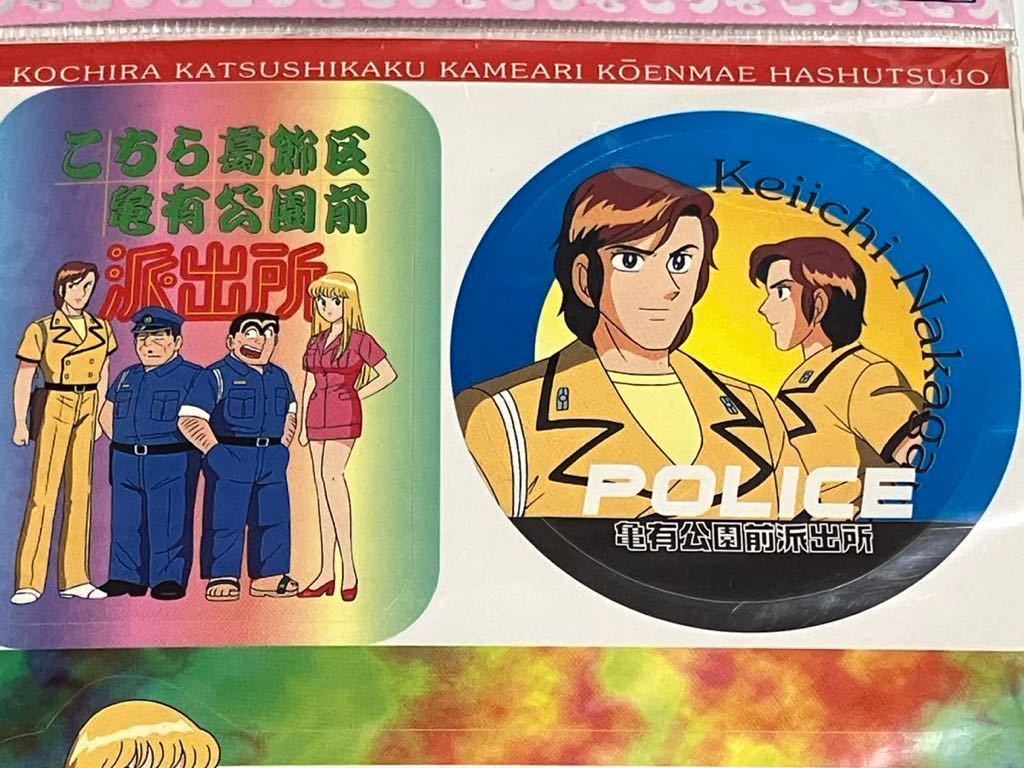 KOCHIRA KATSUSHIKAKU KAMEARI KŌENMAE HASHUTSUJO
こちら葛飾区
亀有公園前
派出所
Keiichi Nakagawa
POLICE
亀有公園前派出所